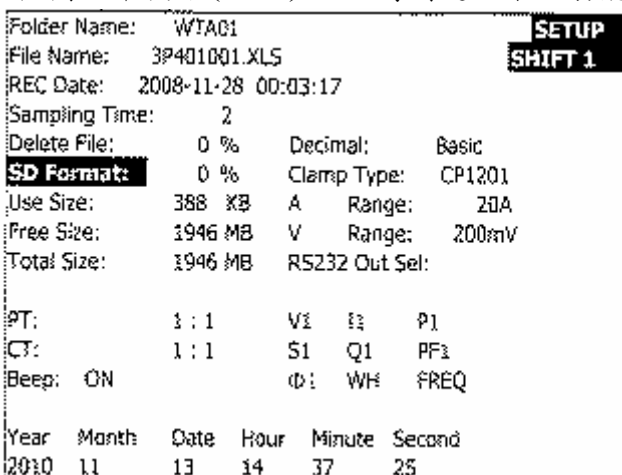 Folder Name: WTA01 SETUP
File Name: 3P401001.XLS SHIFT 1
REC Date: 2008-11-28 00:03:17
Sampling Time: 2
Delete File: 0 % Decimal: Basic
SD Format: 0 % Clamp Type: CP1201
Use Size: 388 KB A Range: 20A
Free Size: 1946 MB V Range: 200mV
Total Size: 1946 MB RS232 Out Sel:
PT: 1 : 1 V1 I1 P1
CT: 1 : 1 S1 Q1 PF1
Beep: ON Φ1 WH FREQ
Year Month Date Hour Minute Second
2010 11 13 14 37 25